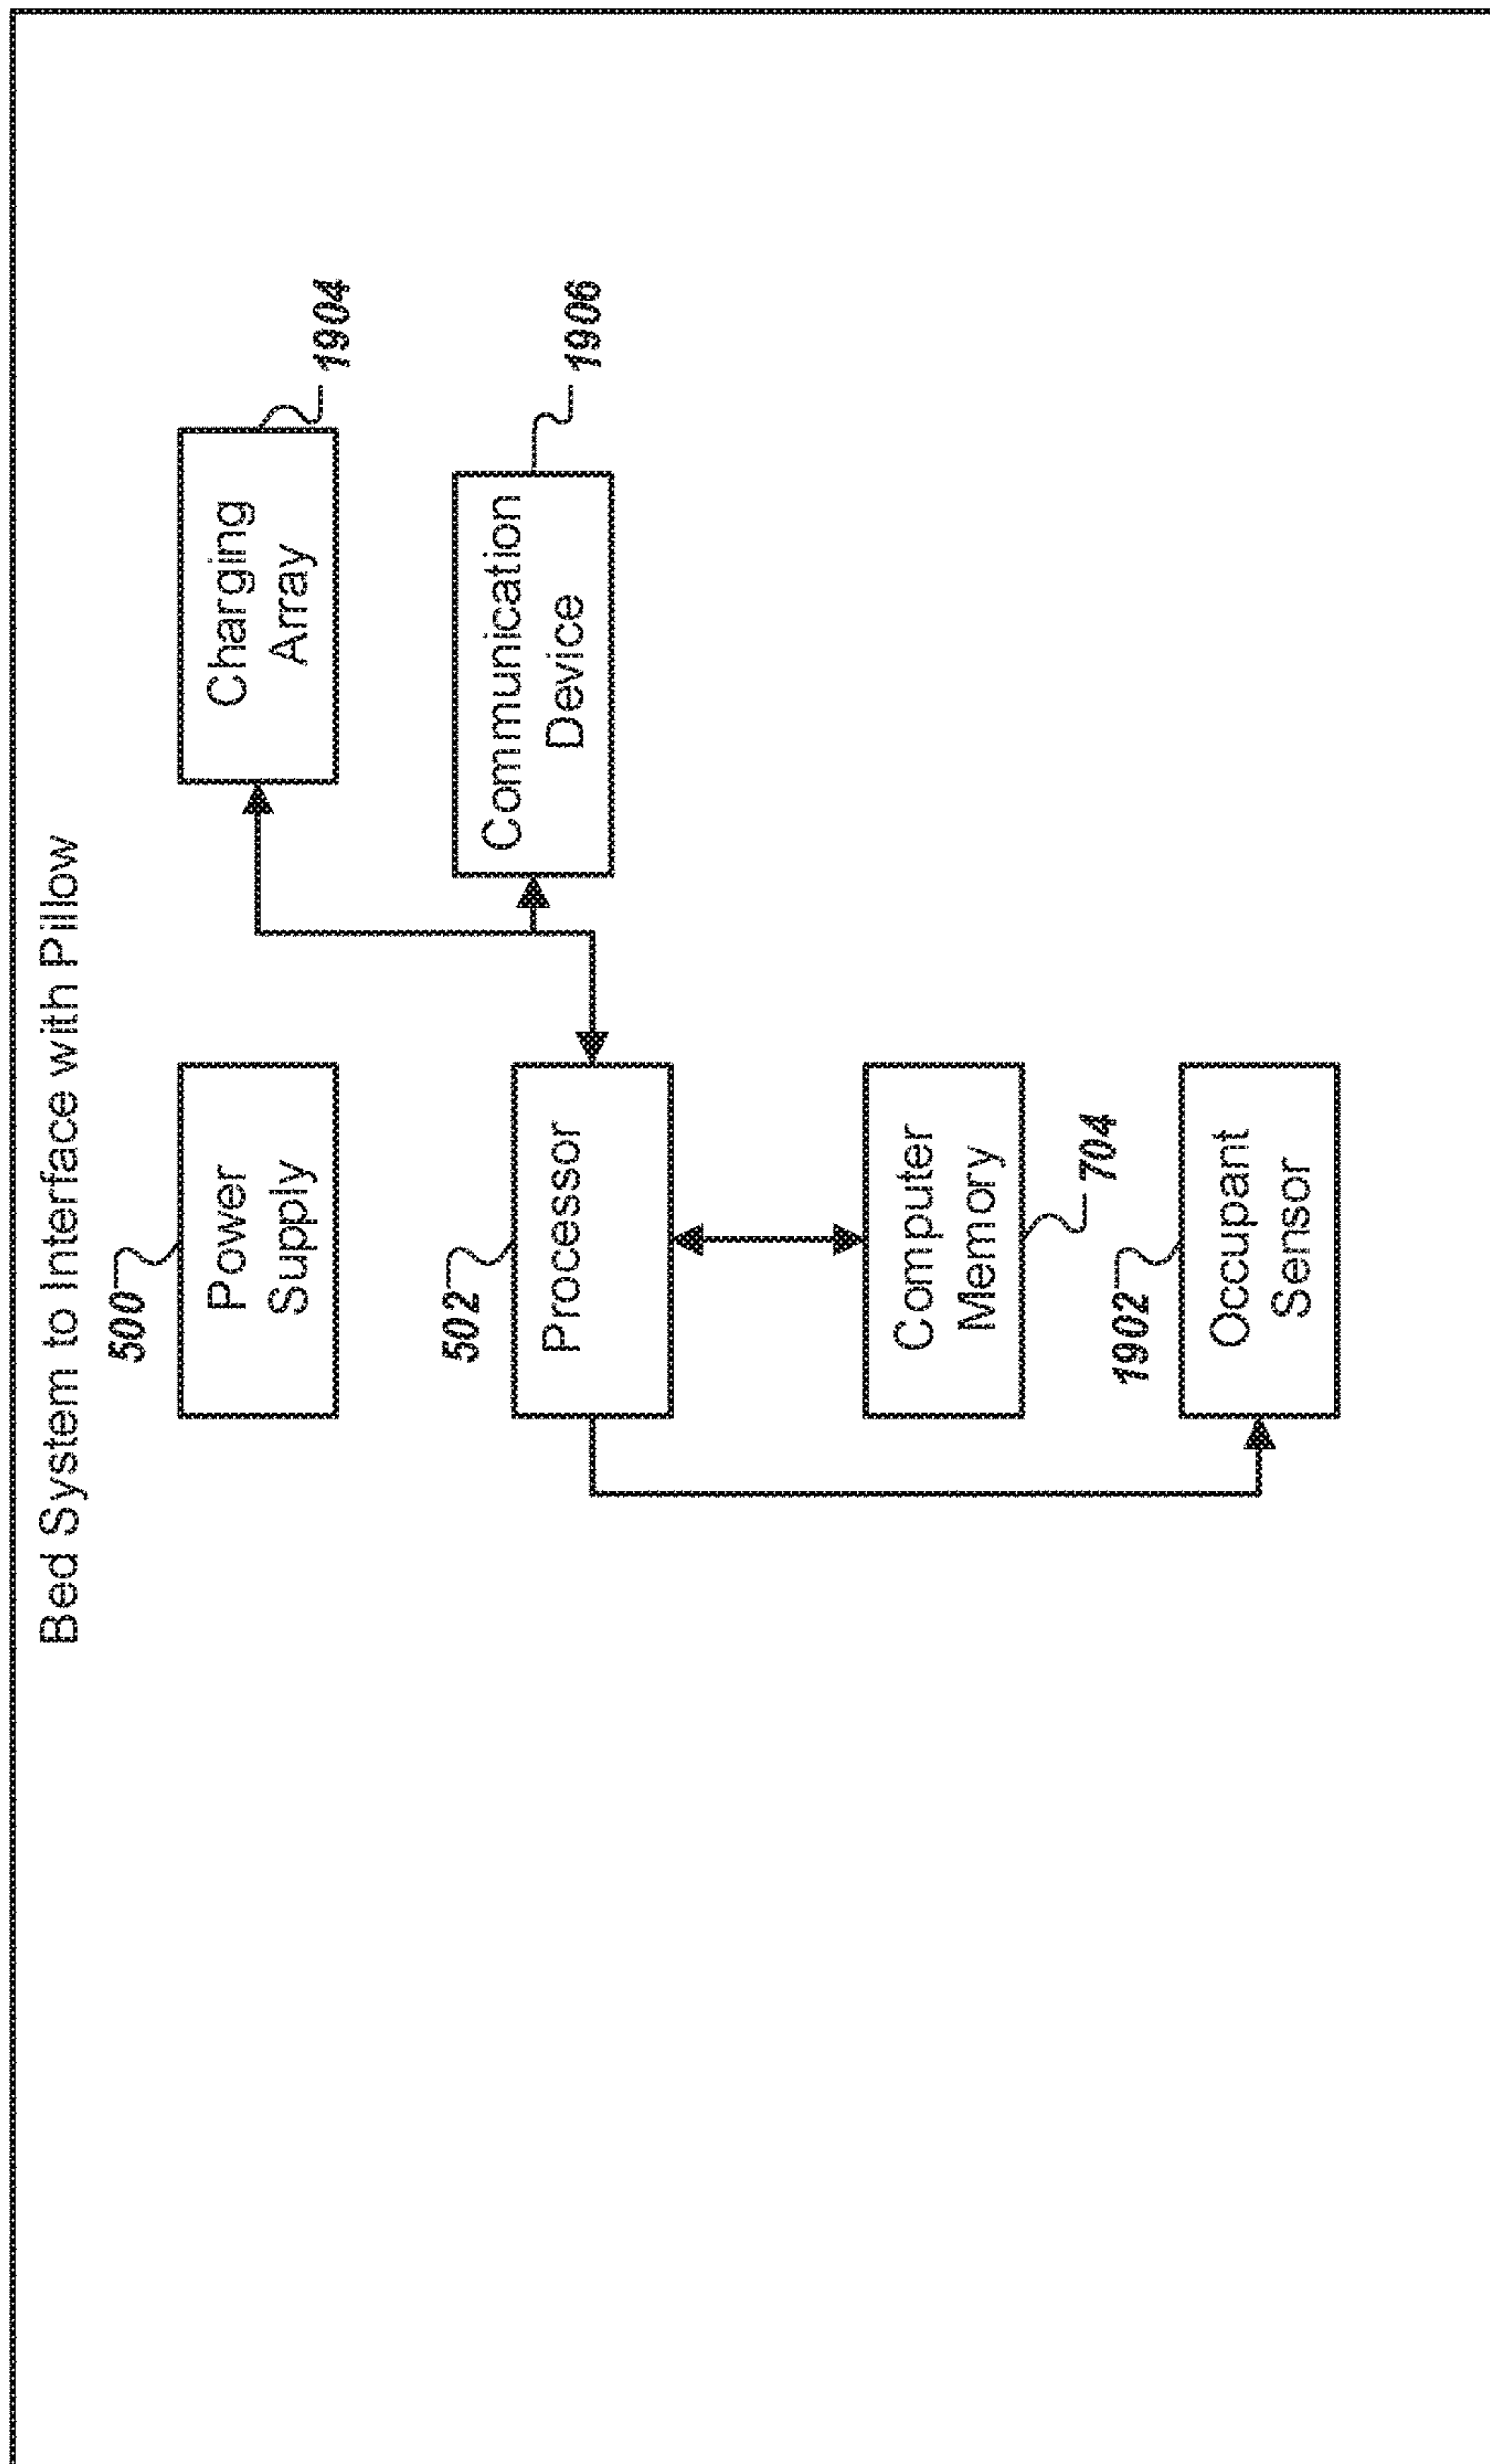 Bed System to Interface with Pillow
500
Power
Supply
Charging
Array
1904
502
Processor
Communication
Device
1906
Computer
Memory
704
1902
Occupant
Sensor